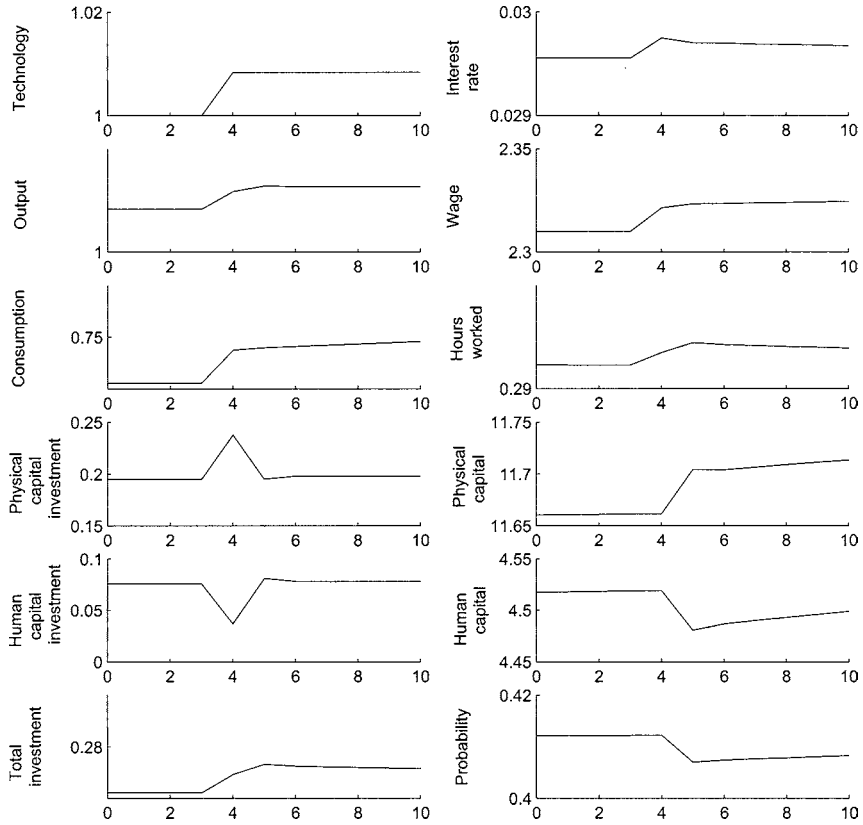 Technology
1.02
1
0 2 4 6 8 10
Interest
rate
0.03
0.029
0 2 4 6 8 10
Output
1
0 2 4 6 8 10
Wage
2.35
2.3
0 2 4 6 8 10
Consumption
0.75
0 2 4 6 8 10
Hours
worked
0.29
0 2 4 6 8 10
Physical
capital
investment
0.25
0.2
0.15
0 2 4 6 8 10
Physical
capital
11.75
11.7
11.65
0 2 4 6 8 10
Human
capital
investment
0.1
0.05
0
0 2 4 6 8 10
Human
capital
4.55
4.5
4.45
0 2 4 6 8 10
Total
investment
0.28
0 2 4 6 8 10
Probability
0.42
0.4
0 2 4 6 8 10